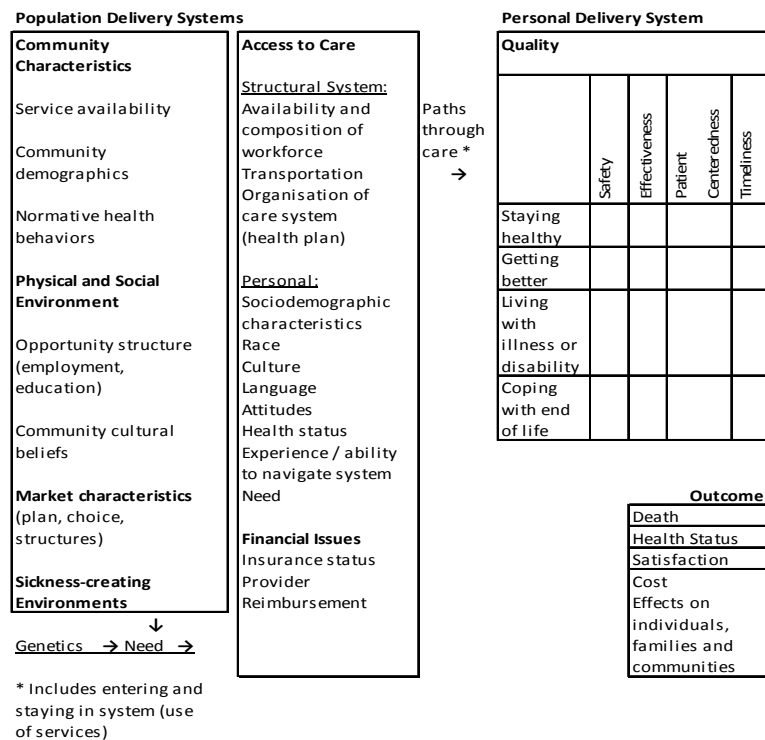 Population Delivery Systems
Community
Characteristics
Service availability
Community
demographics
Normative health
behaviors
Physical and Social
Environment
Opportunity structure
(employment,
education)
Community cultural
beliefs
Market characteristics
(plan, choice,
structures)
Sickness-creating
Environments
↓
Genetics → Need →
* Includes entering and
staying in system (use
of services)
Access to Care
Structural System:
Availability and
composition of
workforce
Transportation
Organisation of
care system
(health plan)
Personal:
Sociodemographic
characteristics
Race
Culture
Language
Attitudes
Health status
Experience / ability
to navigate system
Need
Financial Issues
Insurance status
Provider
Reimbursement
Paths
through
care *
→
Personal Delivery System
Quality
Safety
Effectiveness
Patient
Centeredness
Timeliness
Staying
healthy
Getting
better
Living
with
illness or
disability
Coping
with end
of life
Outcome
Death
Health Status
Satisfaction
Cost
Effects on
individuals,
families and
communities